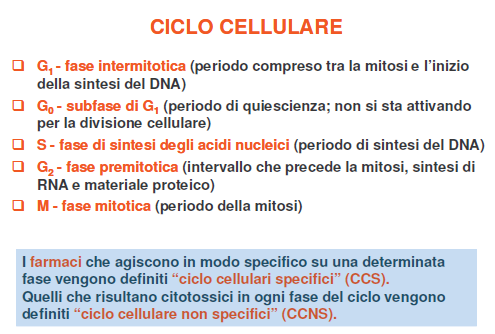 CICLO CELLULARE
❑ G1 - fase intermitotica (periodo compreso tra la mitosi e l'inizio
della sintesi del DNA)
❑ G0 - subfase di G1 (periodo di quiescienza; non si sta attivando
per la divisione cellulare)
❑ S - fase di sintesi degli acidi nucleici (periodo di sintesi del DNA)
❑ G2 - fase premitotica (intervallo che precede la mitosi, sintesi di
RNA e materiale proteico)
❑ M - fase mitotica (periodo della mitosi)
I farmaci che agiscono in modo specifico su una determinata
fase vengono definiti “ciclo cellulari specifici” (CCS).
Quelli che risultano citotossici in ogni fase del ciclo vengono
definiti “ciclo cellulare non specifici” (CCNS).